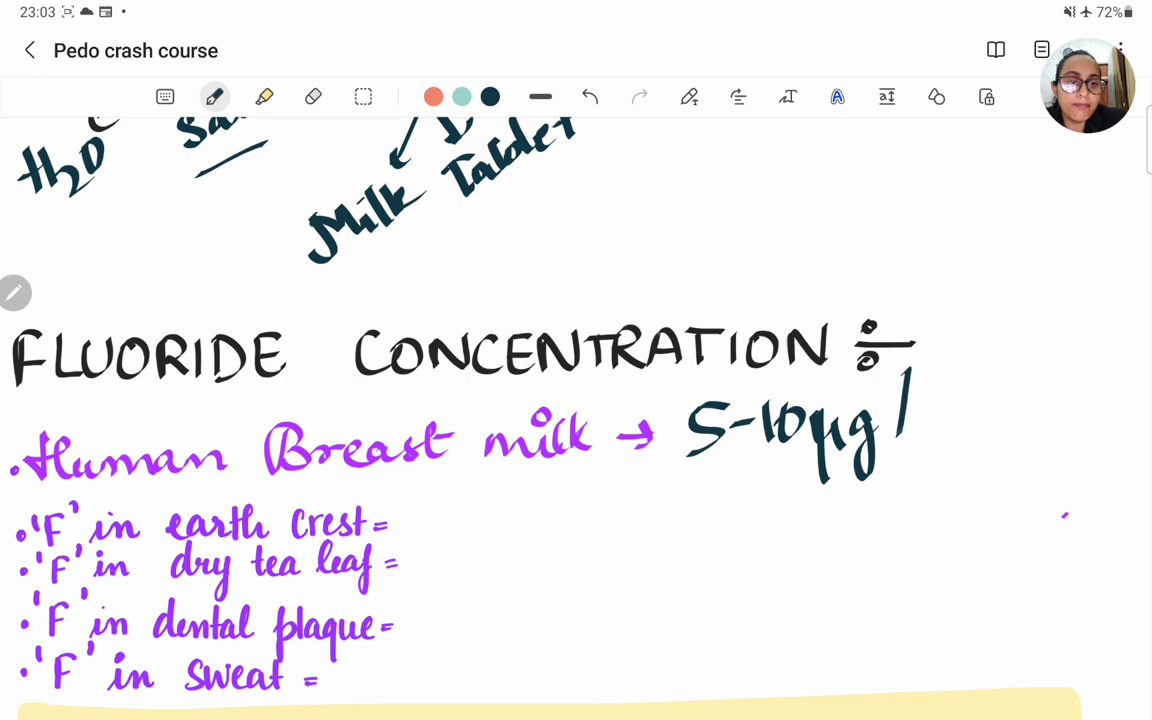 23:03
72%
Pedo crash course
H2O
Milk Tablet
FLUORIDE CONCENTRATION ÷
.Human Breast milk → 5-10µg/
.'F' in earth crest=
.'F' in dry tea leaf=
.'F' in dental plaque=
.'F' in sweat =